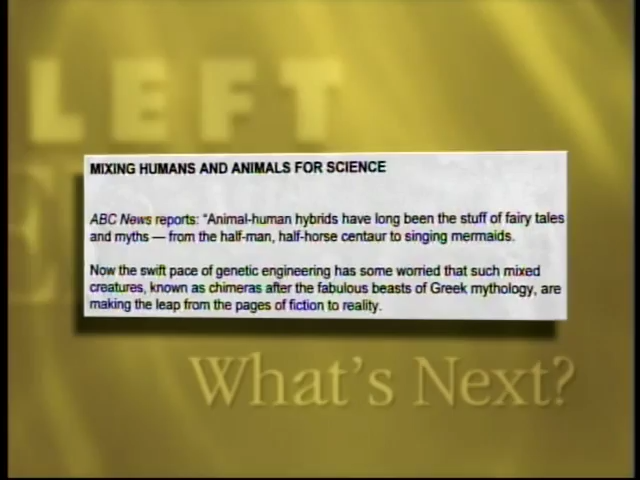 LEFT
MIXING HUMANS AND ANIMALS FOR SCIENCE
ABC News reports: "Animal-human hybrids have long been the stuff of fairy tales
and myths — from the half-man, half-horse centaur to singing mermaids.
Now the swift pace of genetic engineering has some worried that such mixed
creatures, known as chimeras after the fabulous beasts of Greek mythology, are
making the leap from the pages of fiction to reality.
What's Next?